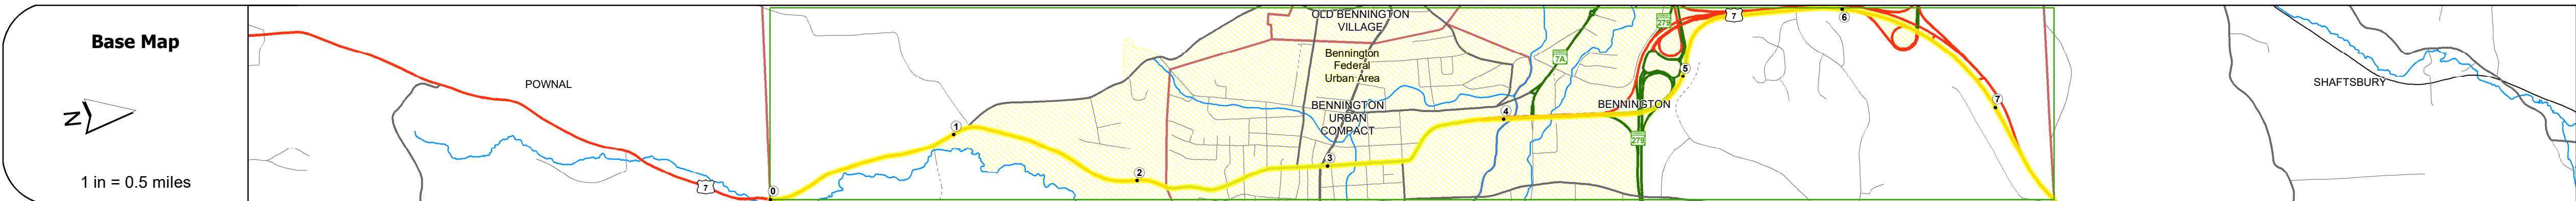 Base Map
N
1 in = 0.5 miles
POWNAL
7
0
1
2
3
4
5
6
7
OLD BENNINGTON
VILLAGE
Bennington
Federal
Urban Area
BENNINGTON
URBAN
COMPACT
7A
279
BENNINGTON
279
7
SHAFTSBURY